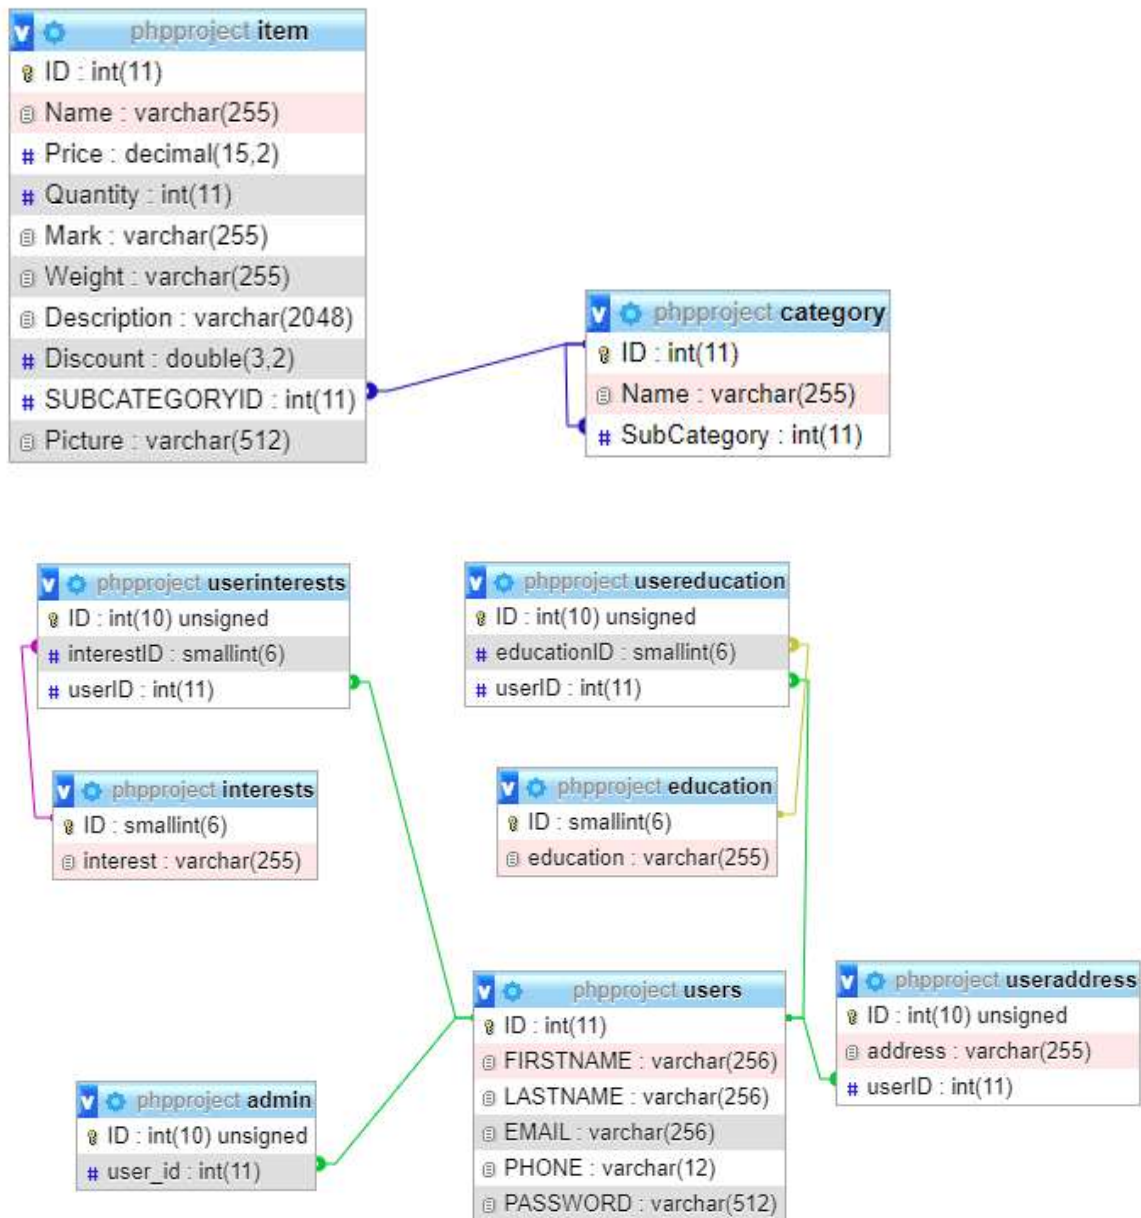 phpproject item
ID : int(11)
Name : varchar(255)
# Price : decimal(15,2)
# Quantity : int(11)
Mark : varchar(255)
Weight : varchar(255)
Description : varchar(2048)
# Discount : double(3,2)
# SUBCATEGORYID : int(11)
Picture : varchar(512)
phpproject category
ID : int(11)
Name : varchar(255)
# SubCategory : int(11)
phpproject userinterests
ID : int(10) unsigned
# interestID : smallint(6)
# userID : int(11)
phpproject usereducation
ID : int(10) unsigned
# educationID : smallint(6)
# userID : int(11)
phpproject interests
ID : smallint(6)
interest : varchar(255)
phpproject education
ID : smallint(6)
education : varchar(255)
phpproject users
ID : int(11)
FIRSTNAME : varchar(256)
LASTNAME : varchar(256)
EMAIL : varchar(256)
PHONE : varchar(12)
PASSWORD : varchar(512)
phpproject useraddress
ID : int(10) unsigned
address : varchar(255)
# userID : int(11)
phpproject admin
ID : int(10) unsigned
# user_id : int(11)